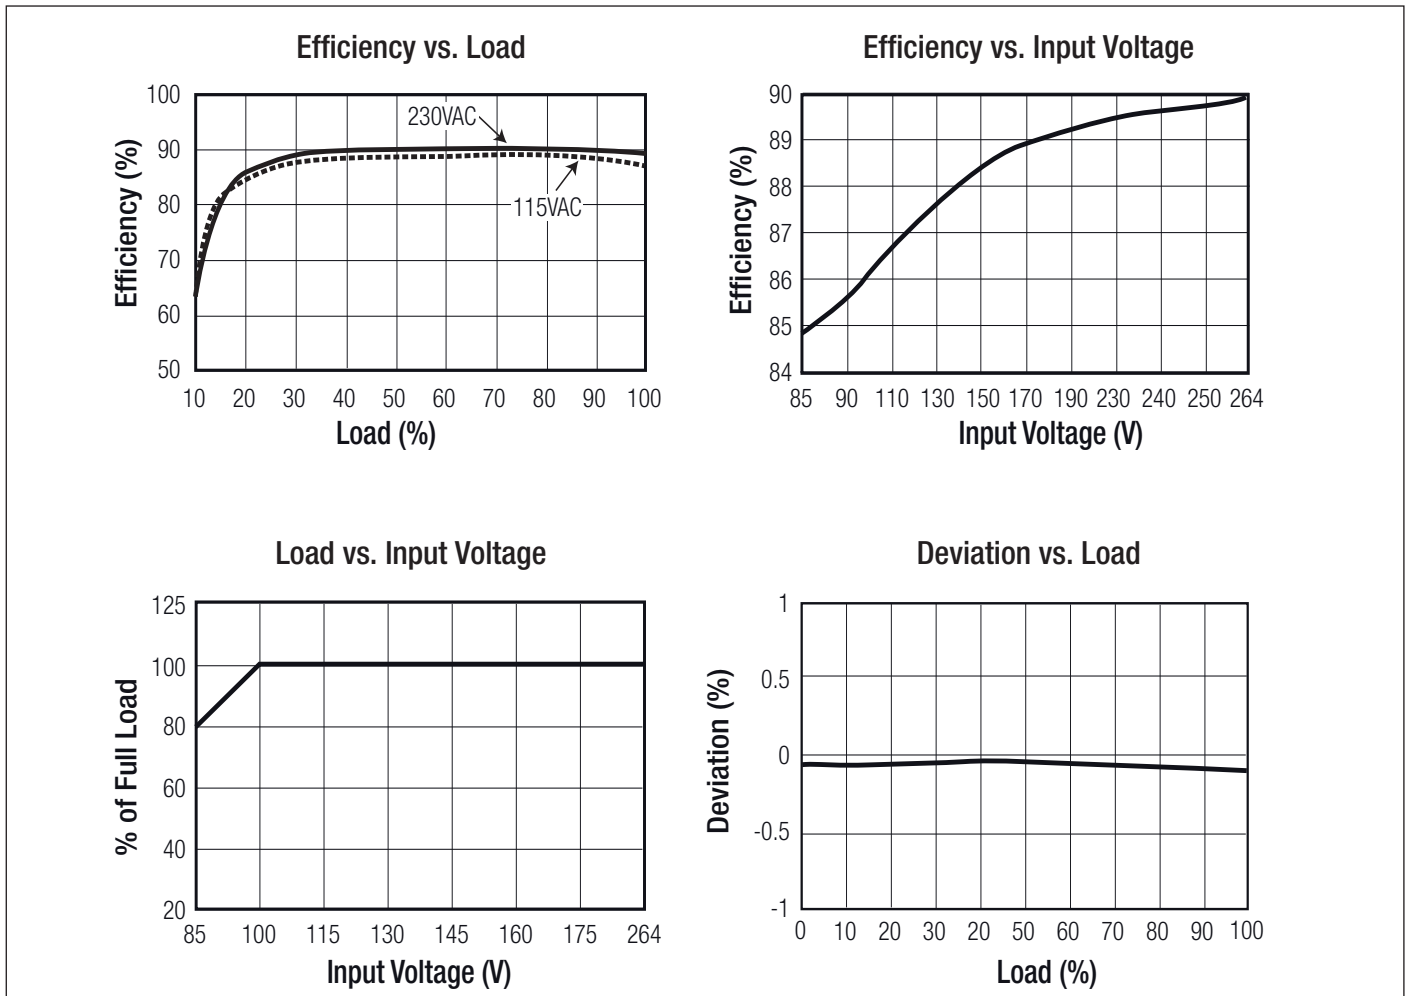 Efficiency vs. Load
Efficiency (%)
100
90
80
70
60
50
230VAC
115VAC
10 20 30 40 50 60 70 80 90 100
Load (%)
Efficiency vs. Input Voltage
Efficiency (%)
90
89
88
87
86
85
84
85 90 110 130 150 170 190 230 240 250 264
Input Voltage (V)
Load vs. Input Voltage
% of Full Load
125
100
80
60
40
20
85 100 115 130 145 160 175 264
Input Voltage (V)
Deviation vs. Load
Deviation (%)
1
0.5
0
-0.5
-1
0 10 20 30 20 50 60 70 80 90 100
Load (%)